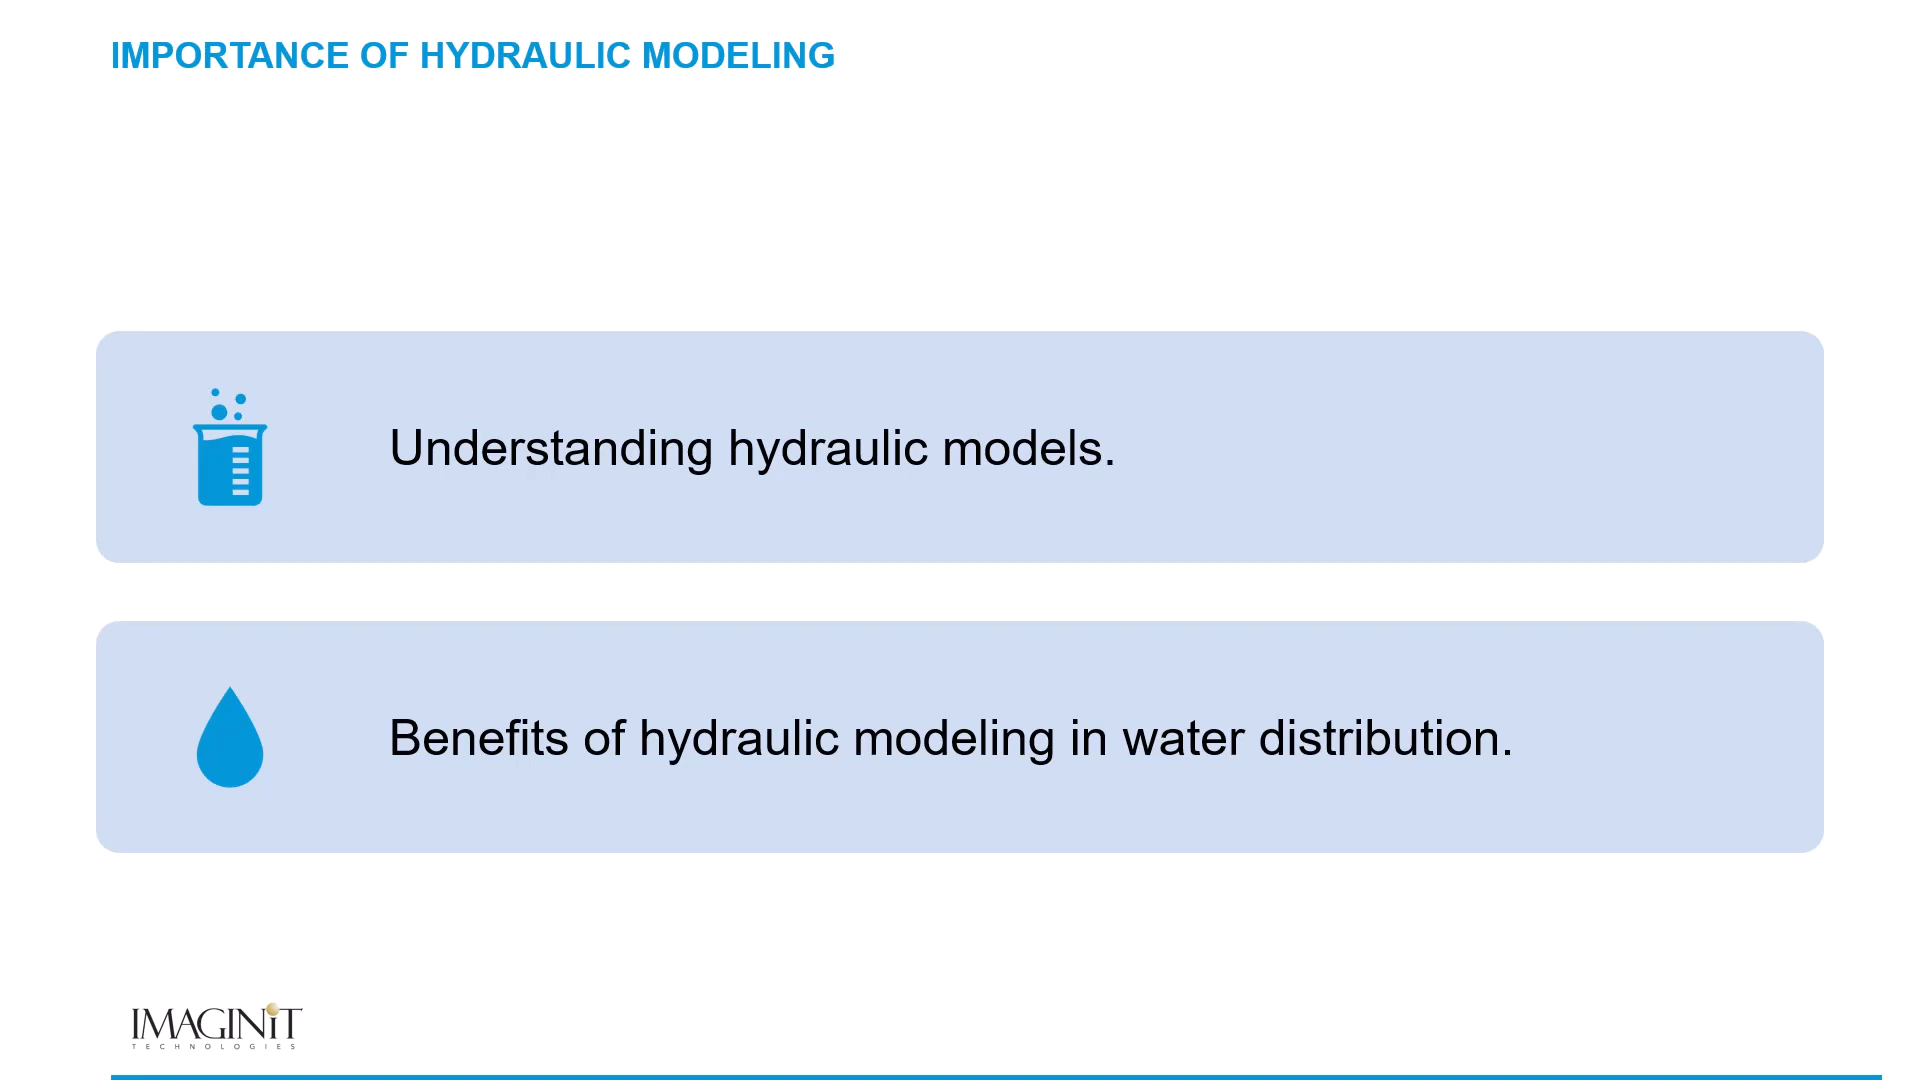 IMPORTANCE OF HYDRAULIC MODELING
Understanding hydraulic models.
Benefits of hydraulic modeling in water distribution.
IMAGINiT
TECHNOLOGIES